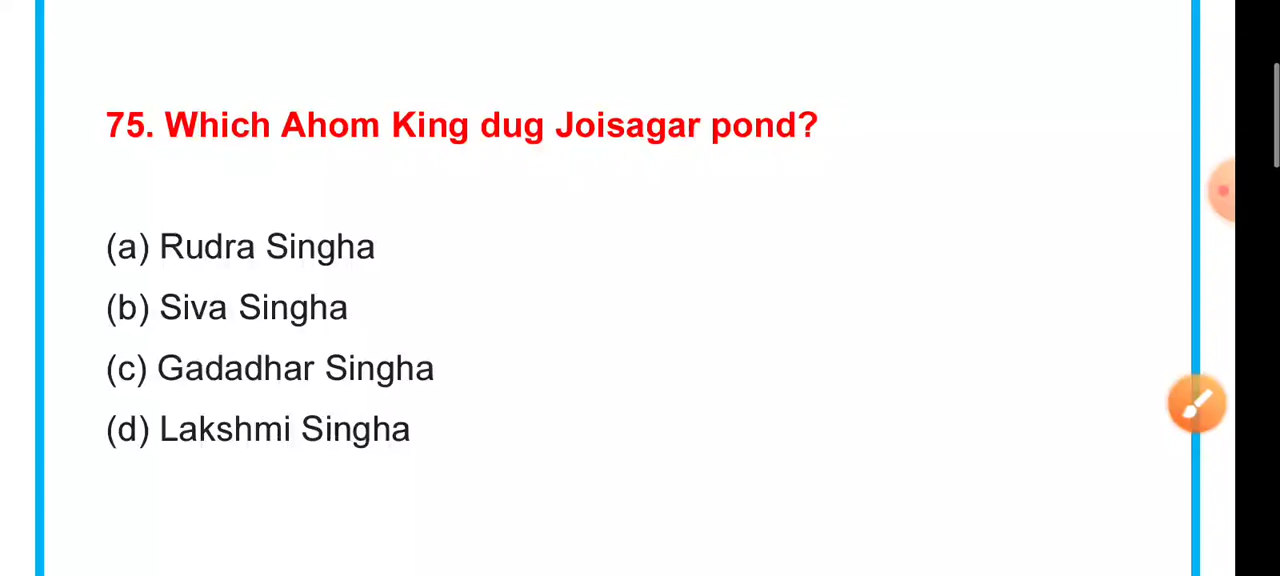 75. Which Ahom King dug Joisagar pond?
(a) Rudra Singha
(b) Siva Singha
(c) Gadadhar Singha
(d) Lakshmi Singha